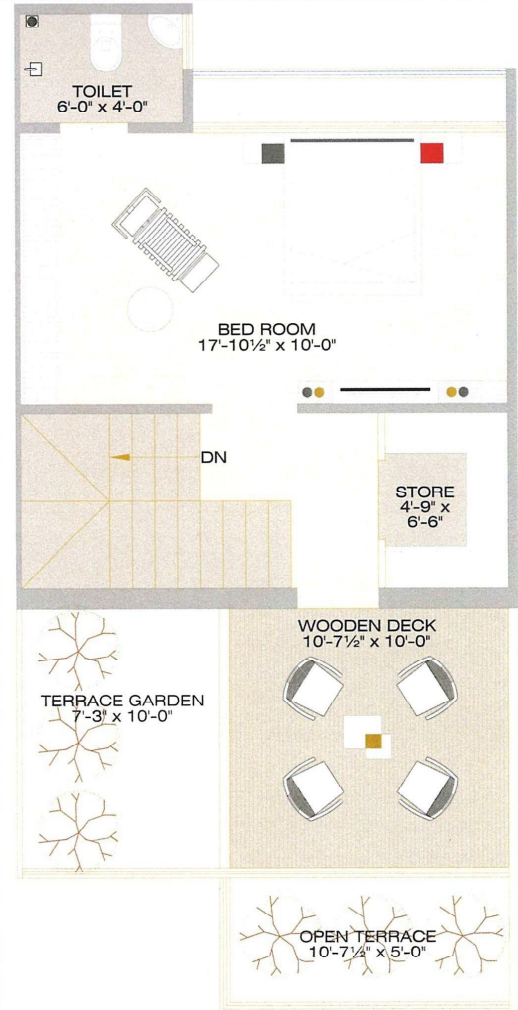 TOILET
6'-0" x 4'-0"
BED ROOM
17'-10½" x 10'-0"
DN
STORE
4'-9" x
6'-6"
WOODEN DECK
10'-7½" x 10'-0"
TERRACE GARDEN
7'-3" x 10'-0"
OPEN TERRACE
10'-7½" x 5'-0"